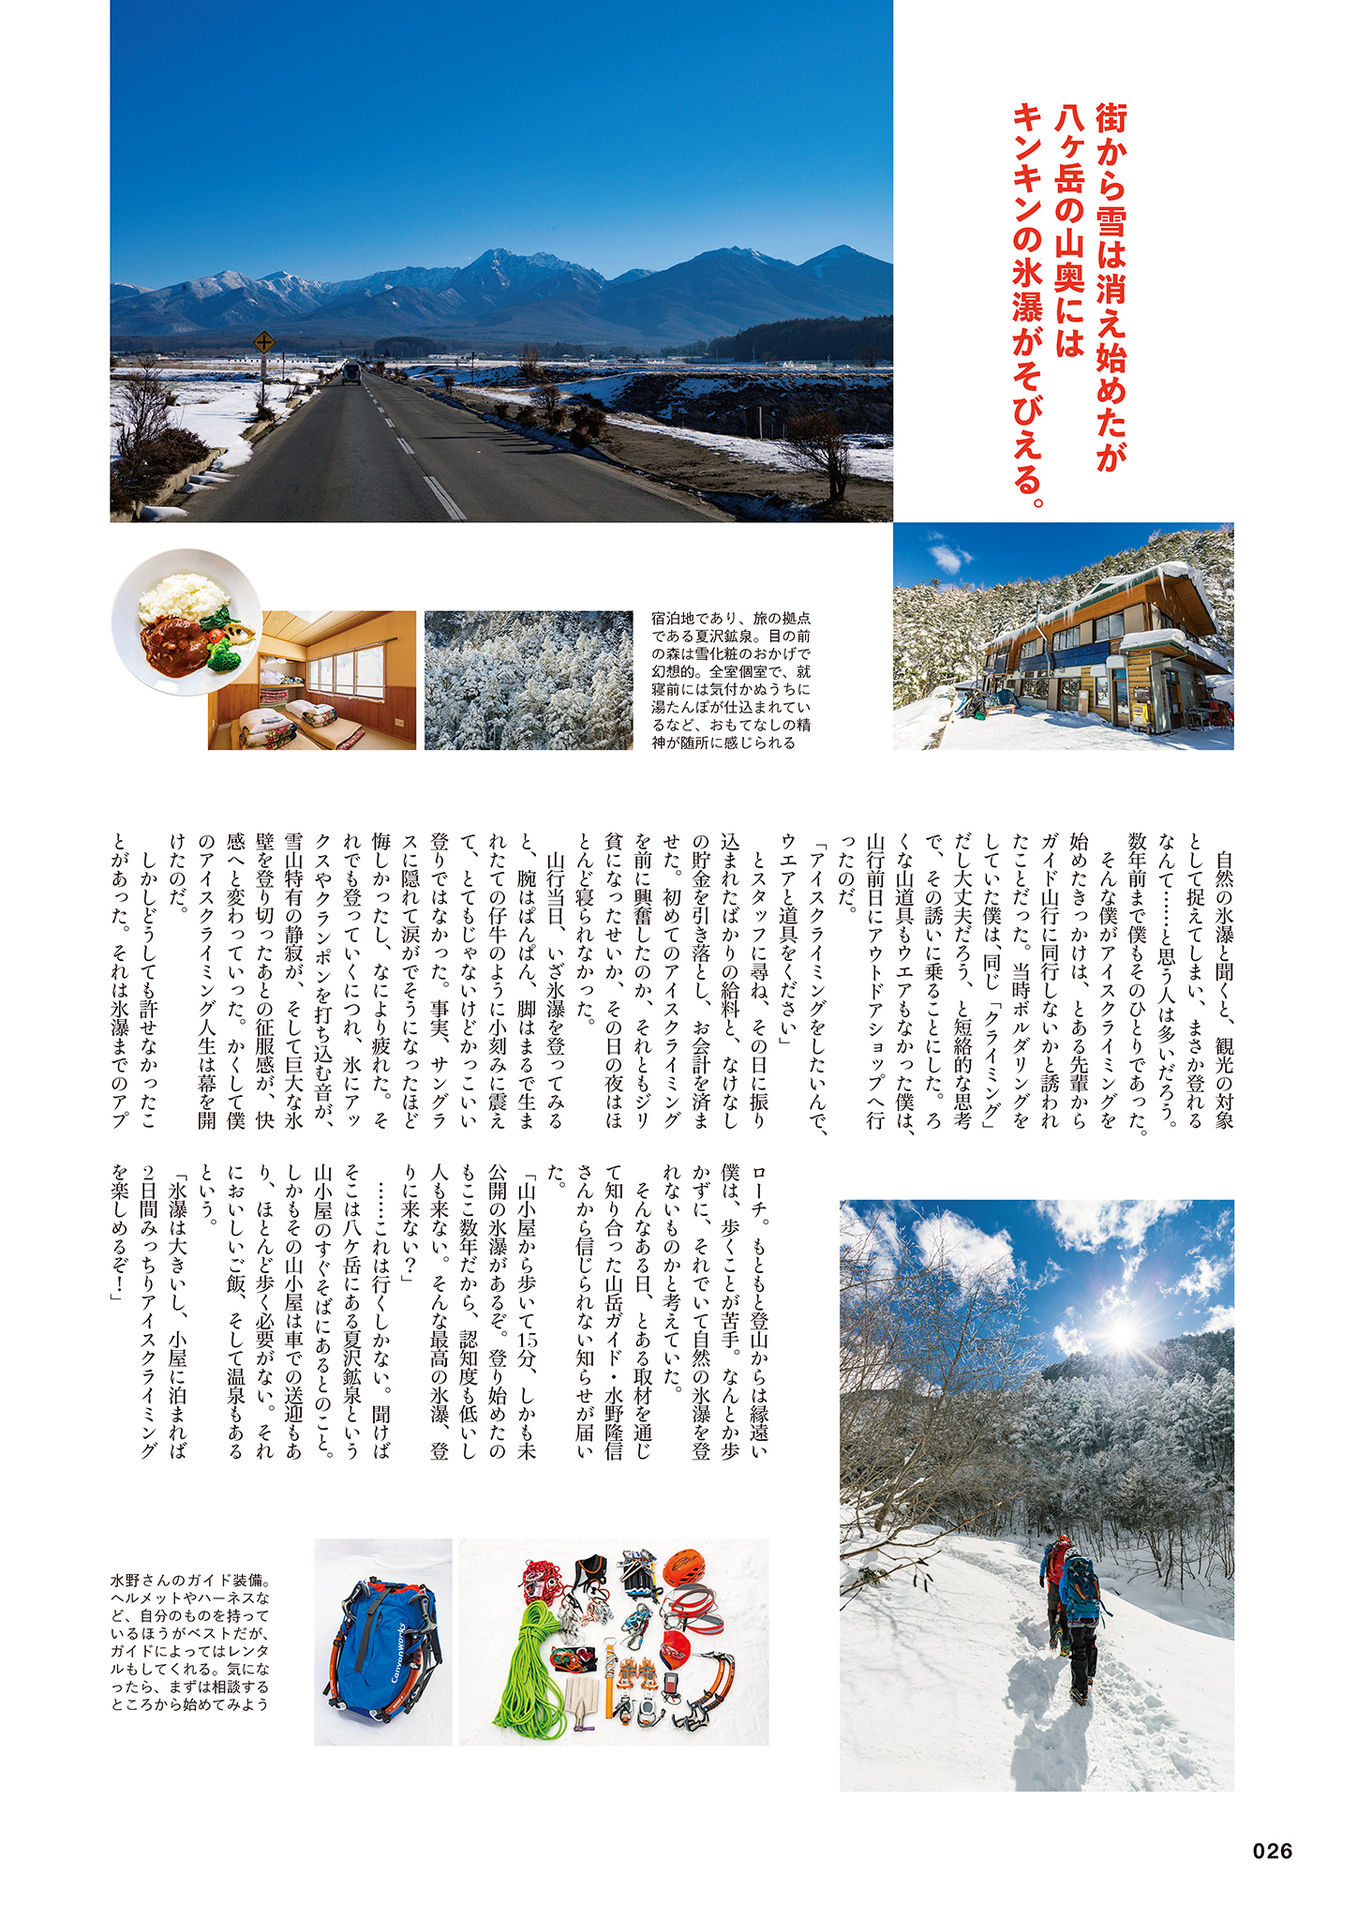 街から雪は消え始めたが
八ヶ岳の山奥には
キンキンの氷瀑がそびえる。
宿泊地であり、旅の拠点
である夏沢鉱泉。目の前
の森は雪化粧のおかげで
幻想的。全室個室で、就
寝前には気付かぬうちに
湯たんぽが仕込まれてい
るなど、おもてなしの精
神が随所に感じられる
自然の氷瀑と聞くと、観光の対象
として捉えてしまい、まさか登れる
なんて……と思う人は多いだろう。
数年前まで僕もそのひとりであった。
そんな僕がアイスクライミングを
始めたきっかけは、とある先輩から
ガイド山行に同行しないかと誘われ
たことだった。当時ボルダリングを
していた僕は、同じ「クライミング」
だし大丈夫だろう、と短絡的な思考
で、その誘いに乗ることにした。ろ
くな山道具もウエアもなかった僕は、
山行前日にアウトドアショップへ行
ったのだ。
「アイスクライミングをしたいんで、
ウエアと道具をください」
とスタッフに尋ね、その日に振り
込まれたばかりの給料と、なけなし
の貯金を引き落とし、お会計を済ま
せた。初めてのアイスクライミング
を前に興奮したのか、それともジリ
貧になったせいか、その日の夜はほ
とんど寝られなかった。
山行当日、いざ氷瀑を登ってみる
と、腕はぱんぱん、脚はまるで生ま
れたての仔牛のように小刻みに震え
て、とてもじゃないけどかっこいい
登りではなかった。事実、サングラ
スに隠れて涙がでそうになったほど
悔しかったし、なにより疲れた。そ
れでも登っていくにつれ、氷にアッ
クスやクランポンを打ち込む音が、
雪山特有の静寂が、そして巨大な氷
壁を登り切ったあとの征服感が、快
感へと変わっていった。かくして僕
のアイスクライミング人生は幕を開
けたのだ。
しかしどうしても許せなかったこ
とがあった。それは氷瀑までのアプ
ローチ。もともと登山からは縁遠い
僕は、歩くことが苦手。なんとか歩
かずに、それでいて自然の氷瀑を登
れないものかと考えていた。
そんなある日、とある取材を通じ
て知り合った山岳ガイド・水野隆信
さんから信じられない知らせが届い
た。
「山小屋から歩いて15分、しかも未
公開の氷瀑があるぞ。登り始めたの
もここ数年だから、認知度も低いし
人も来ない。そんな最高の氷瀑、登
りに来ない？」
……これは行くしかない。聞けば
そこは八ケ岳にある夏沢鉱泉という
山小屋のすぐそばにあるとのこと。
しかもその山小屋は車での送迎もあ
り、ほとんど歩く必要がない。それ
においしいご飯、そして温泉もある
という。
「氷瀑は大きいし、小屋に泊まれば
2日間みっちりアイスクライミング
を楽しめるぞ！」
水野さんのガイド装備。
ヘルメットやハーネスな
ど、自分のものを持って
いるほうがベストだが、
ガイドによってはレンタ
ルもしてくれる。気にな
ったら、まずは相談する
ところから始めてみよう
CanyonWorks
026